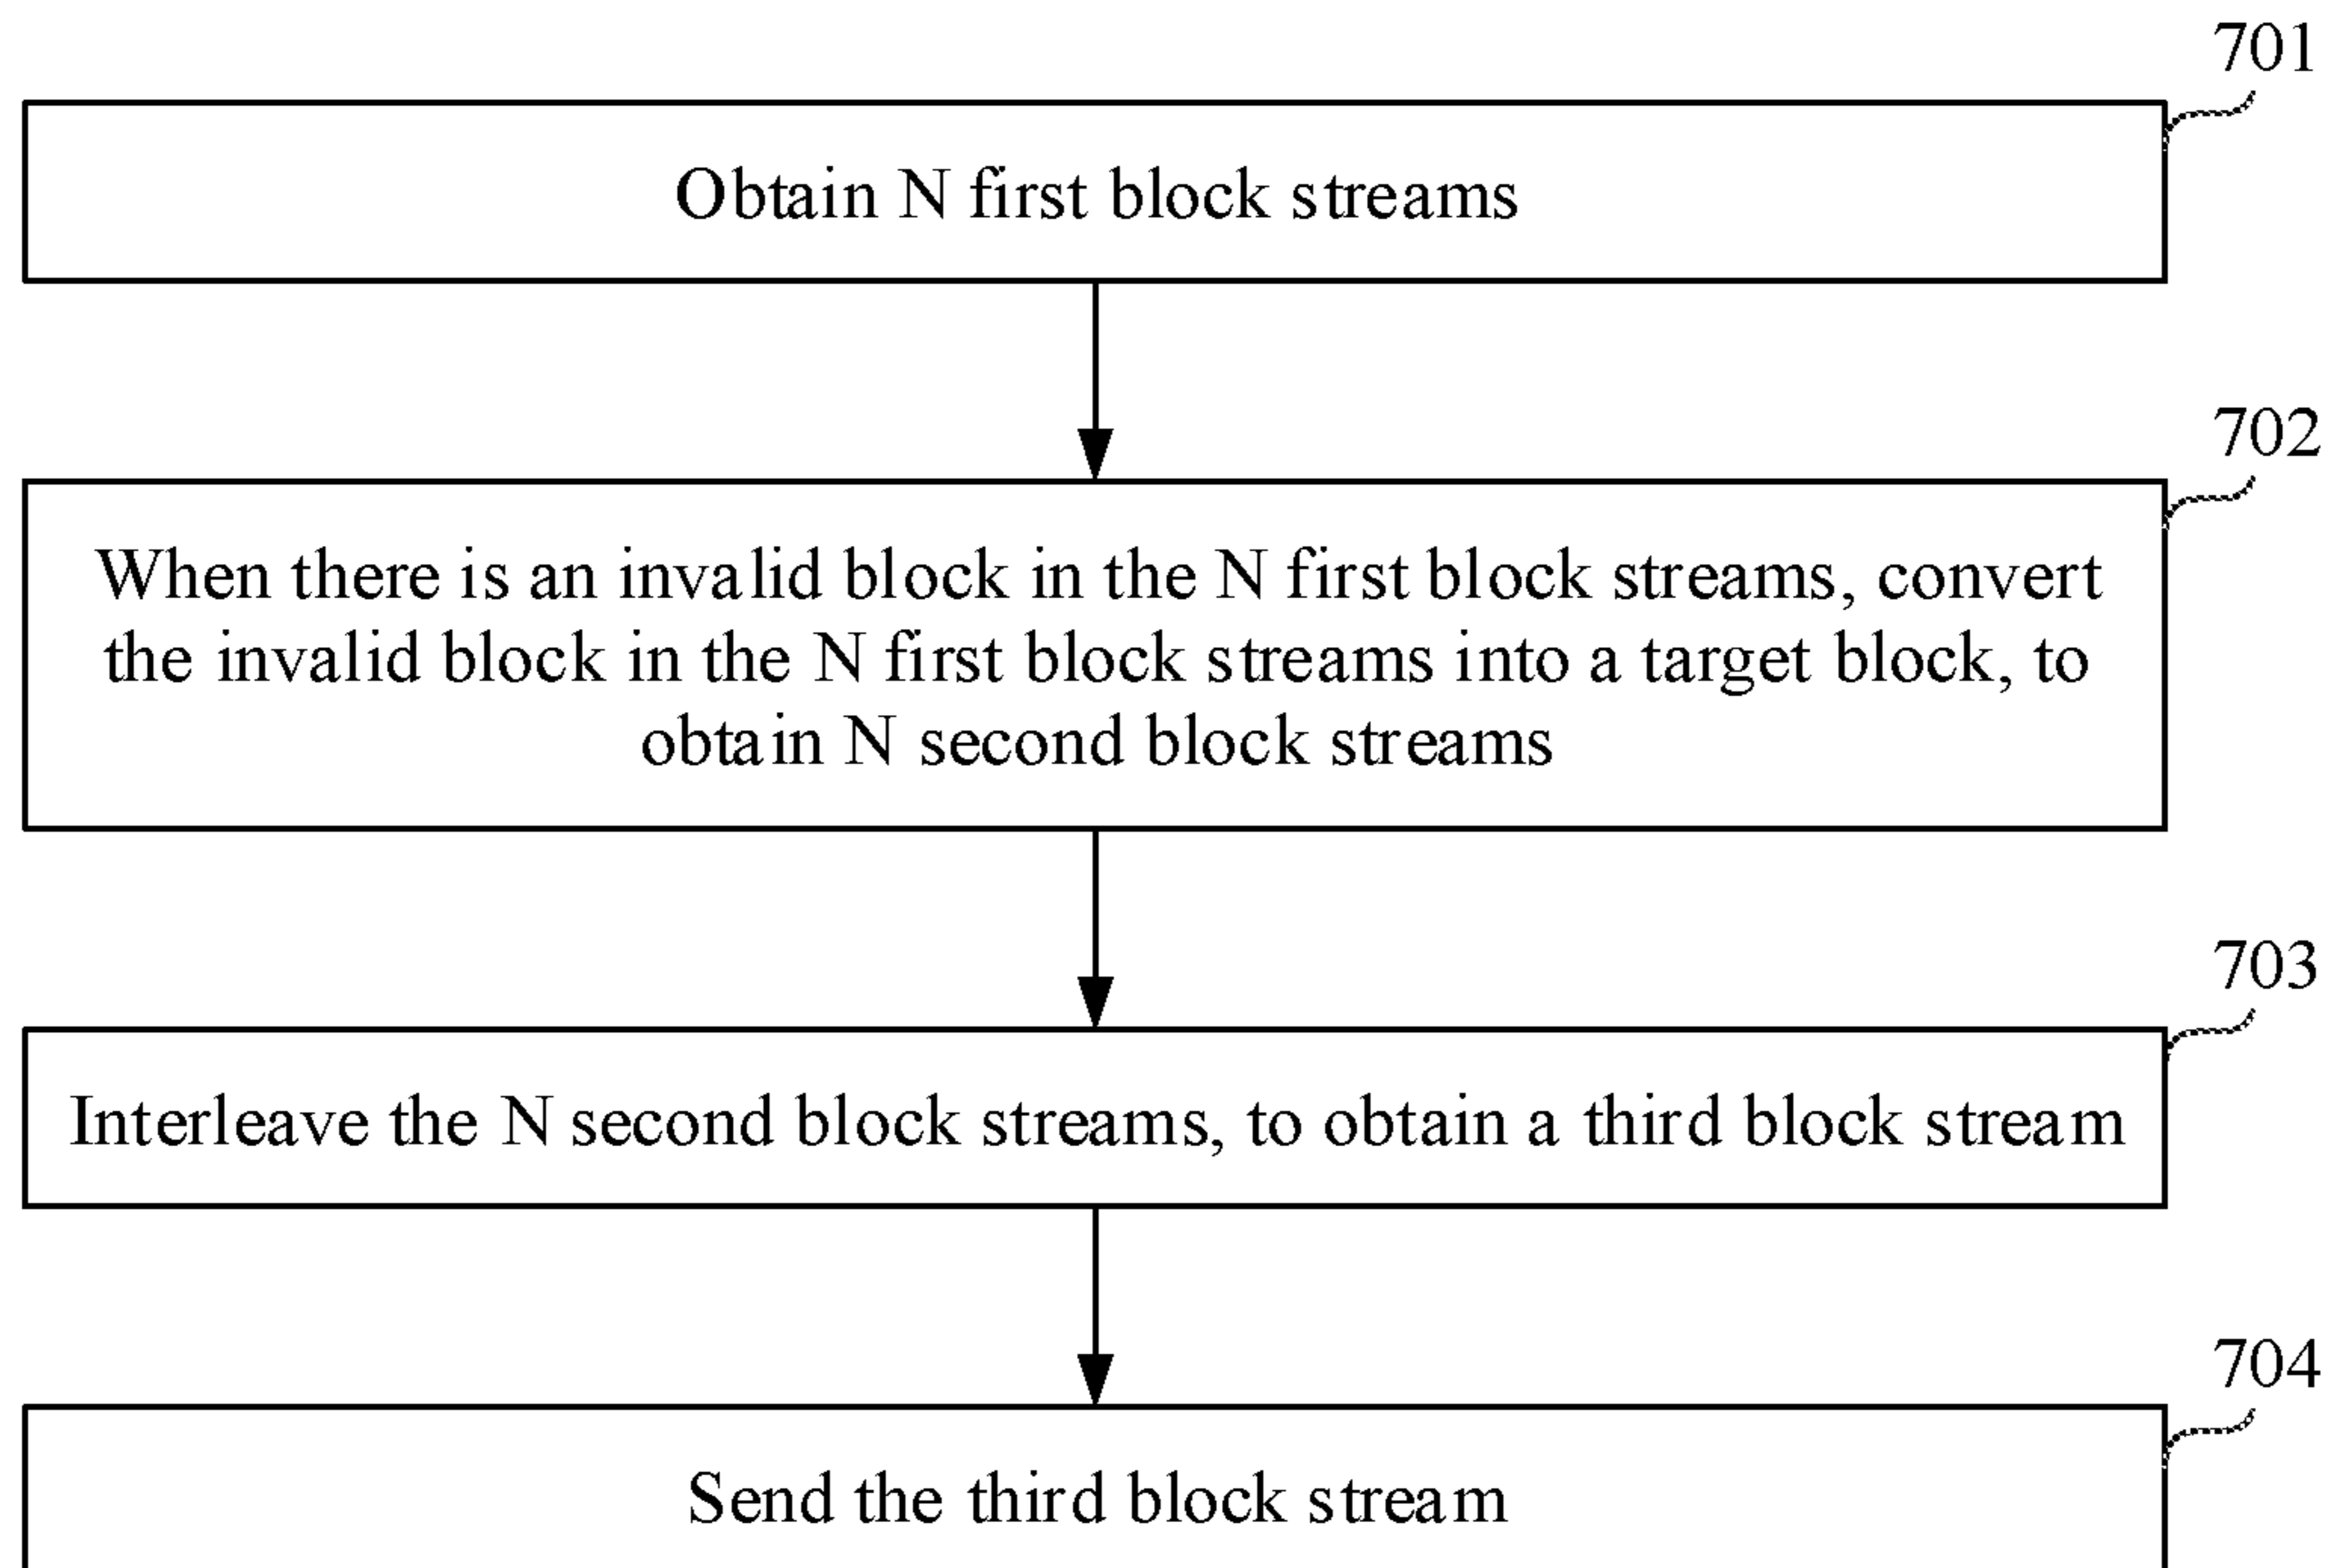 701
Obtain N first block streams
702
When there is an invalid block in the N first block streams, convert
the invalid block in the N first block streams into a target block, to
obtain N second block streams
703
Interleave the N second block streams, to obtain a third block stream
704
Send the third block stream